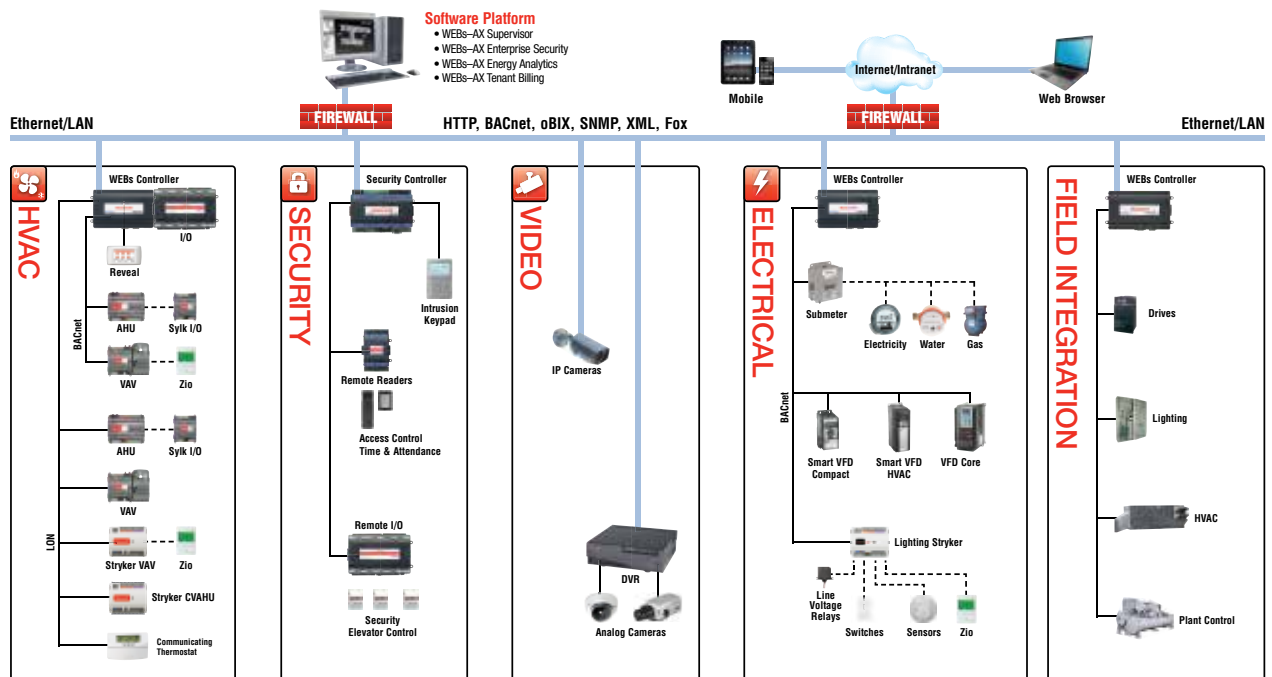 Software Platform
• WEBs–AX Supervisor
• WEBs–AX Enterprise Security
• WEBs–AX Energy Analytics
• WEBs–AX Tenant Billing
Internet/Intranet
Mobile
Web Browser
Ethernet/LAN
FIREWALL
HTTP, BACnet, oBIX, SNMP, XML, Fox
FIREWALL
Ethernet/LAN
HVAC
WEBs Controller
I/O
Reveal
BACnet
AHU
Sylk I/O
VAV
Zio
LON
AHU
Sylk I/O
VAV
Stryker VAV
Zio
Stryker CVAHU
Communicating
Thermostat
SECURITY
Security Controller
Intrusion
Keypad
Remote Readers
Access Control
Time & Attendance
Remote I/O
Security
Elevator Control
VIDEO
IP Cameras
DVR
Analog Cameras
ELECTRICAL
WEBs Controller
Submeter
Electricity
Water
Gas
BACnet
Smart VFD
Compact
Smart VFD
HVAC
VFD Core
Lighting Stryker
Line
Voltage
Relays
Switches
Sensors
Zio
FIELD INTEGRATION
WEBs Controller
Drives
Lighting
HVAC
Plant Control